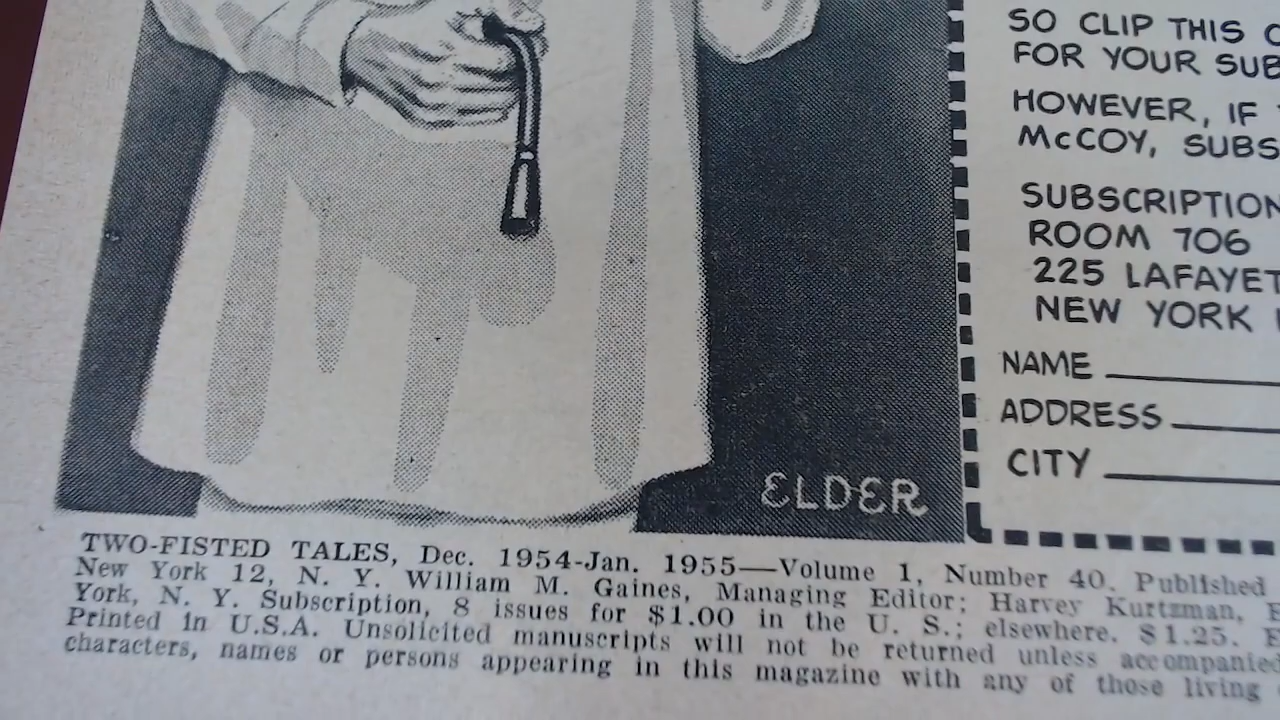 SO CLIP THIS
FOR YOUR
HOWEVER, IF
McCOY,
SUBSCRIPTION
ROOM 706
225
NEW YORK
NAME
ADDRESS
CITY
ELDER
TWO-FISTED TALES, Dec. 1954-Jan. 1955—Volume 1, Number 40. Published
New York 12, N. Y. William M. Gaines, Managing Editor; Harvey Kurtzman,
York, N. Y. Subscription, 8 issues for $1.00 in the U. S.; elsewhere. $1.25.
Printed in U.S.A. Unsolicited manuscripts will not be returned unless accompanied
characters, names or persons appearing in this magazine with any of those living